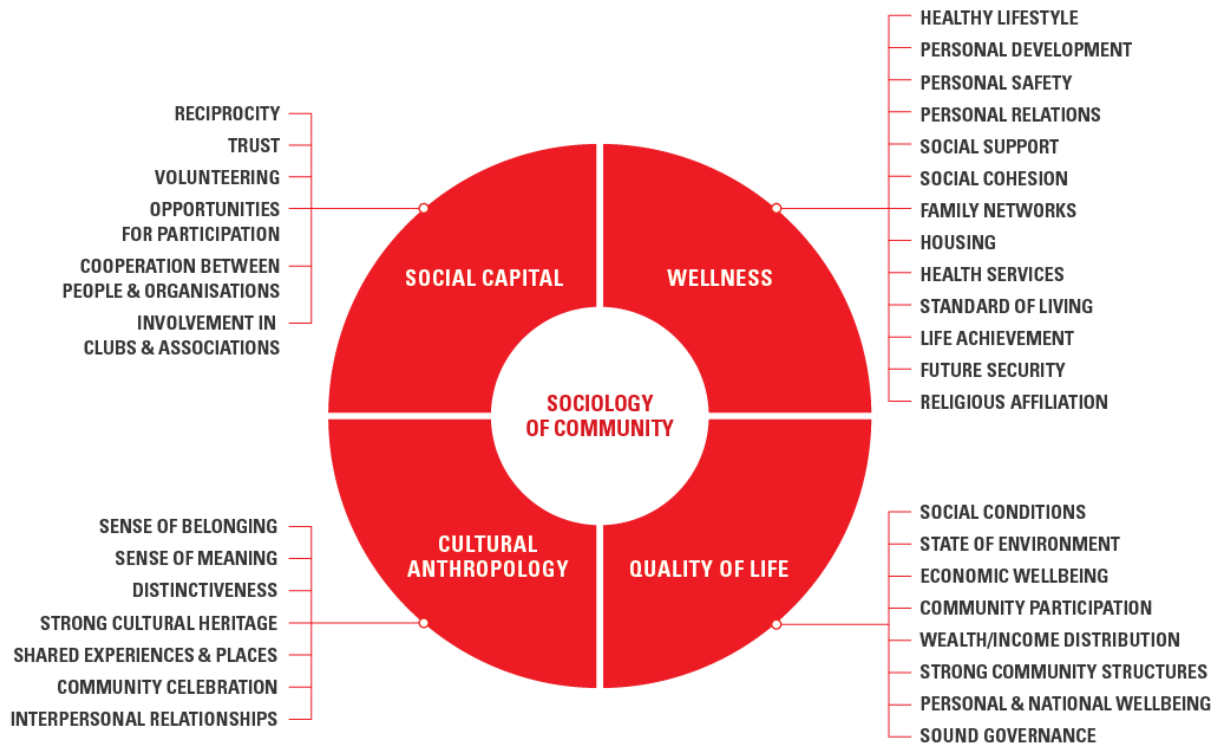 RECIPROCITY
TRUST
VOLUNTEERING
OPPORTUNITIES
FOR PARTICIPATION
COOPERATION BETWEEN
PEOPLE & ORGANISATIONS
INVOLVEMENT IN
CLUBS & ASSOCIATIONS
HEALTHY LIFESTYLE
PERSONAL DEVELOPMENT
PERSONAL SAFETY
PERSONAL RELATIONS
SOCIAL SUPPORT
SOCIAL COHESION
FAMILY NETWORKS
HOUSING
HEALTH SERVICES
STANDARD OF LIVING
LIFE ACHIEVEMENT
FUTURE SECURITY
RELIGIOUS AFFILIATION
SOCIAL CAPITAL
WELLNESS
SOCIOLOGY
OF COMMUNITY
CULTURAL
ANTHROPOLOGY
QUALITY OF LIFE
SENSE OF BELONGING
SENSE OF MEANING
DISTINCTIVENESS
STRONG CULTURAL HERITAGE
SHARED EXPERIENCES & PLACES
COMMUNITY CELEBRATION
INTERPERSONAL RELATIONSHIPS
SOCIAL CONDITIONS
STATE OF ENVIRONMENT
ECONOMIC WELLBEING
COMMUNITY PARTICIPATION
WEALTH/INCOME DISTRIBUTION
STRONG COMMUNITY STRUCTURES
PERSONAL & NATIONAL WELLBEING
SOUND GOVERNANCE